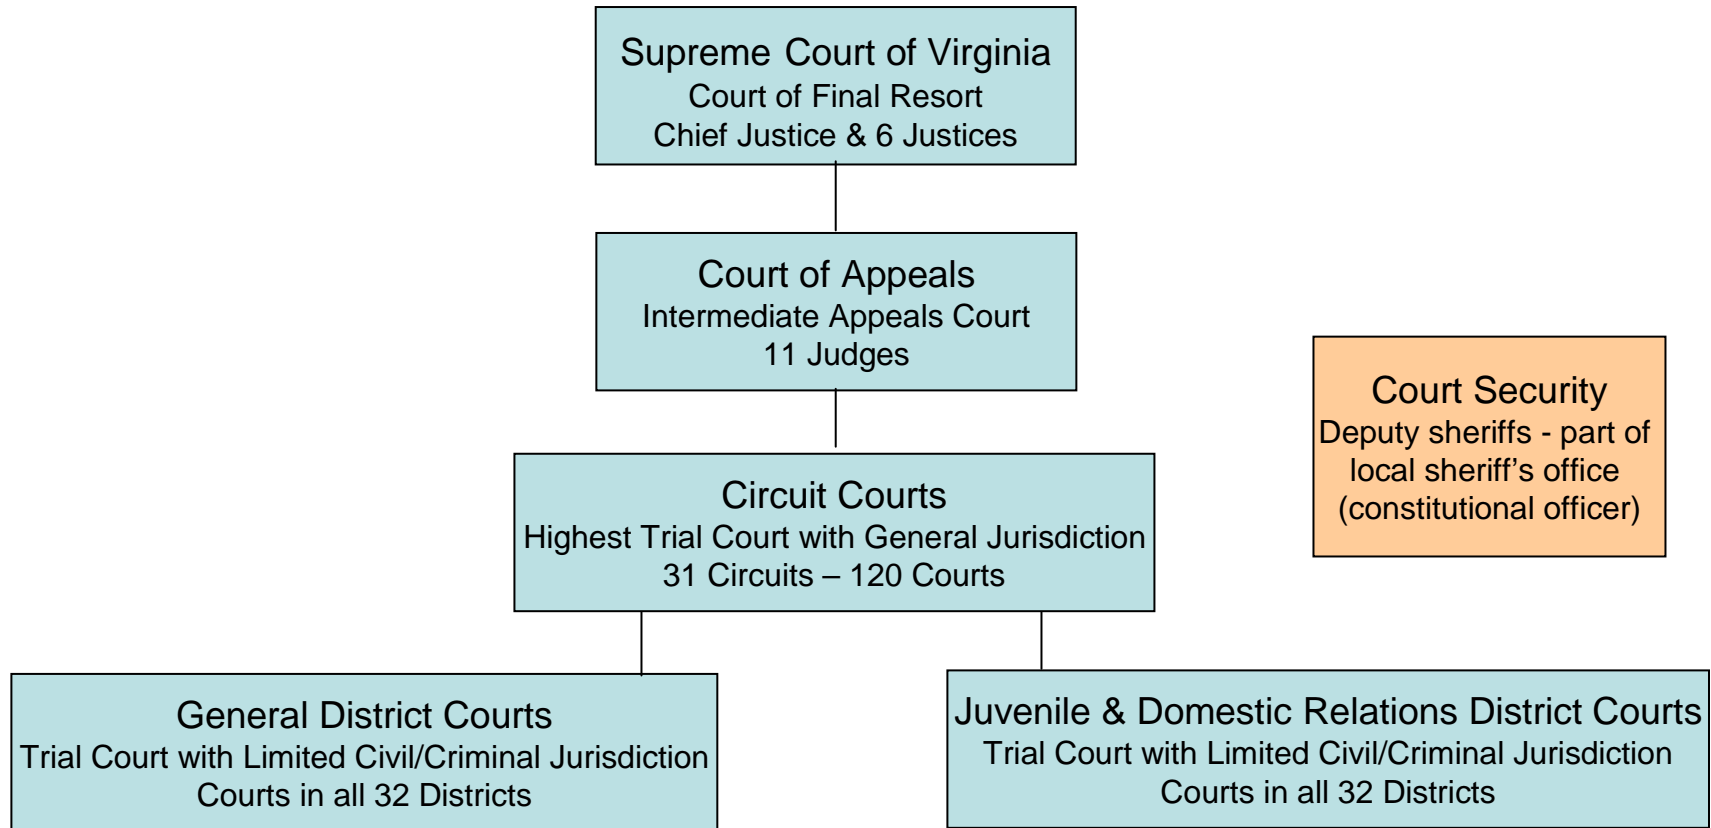 Supreme Court of Virginia
Court of Final Resort
Chief Justice & 6 Justices
Court of Appeals
Intermediate Appeals Court
11 Judges
Court Security
Deputy sheriffs - part of
local sheriff’s office
(constitutional officer)
Circuit Courts
Highest Trial Court with General Jurisdiction
31 Circuits – 120 Courts
General District Courts
Trial Court with Limited Civil/Criminal Jurisdiction
Courts in all 32 Districts
Juvenile & Domestic Relations District Courts
Trial Court with Limited Civil/Criminal Jurisdiction
Courts in all 32 Districts